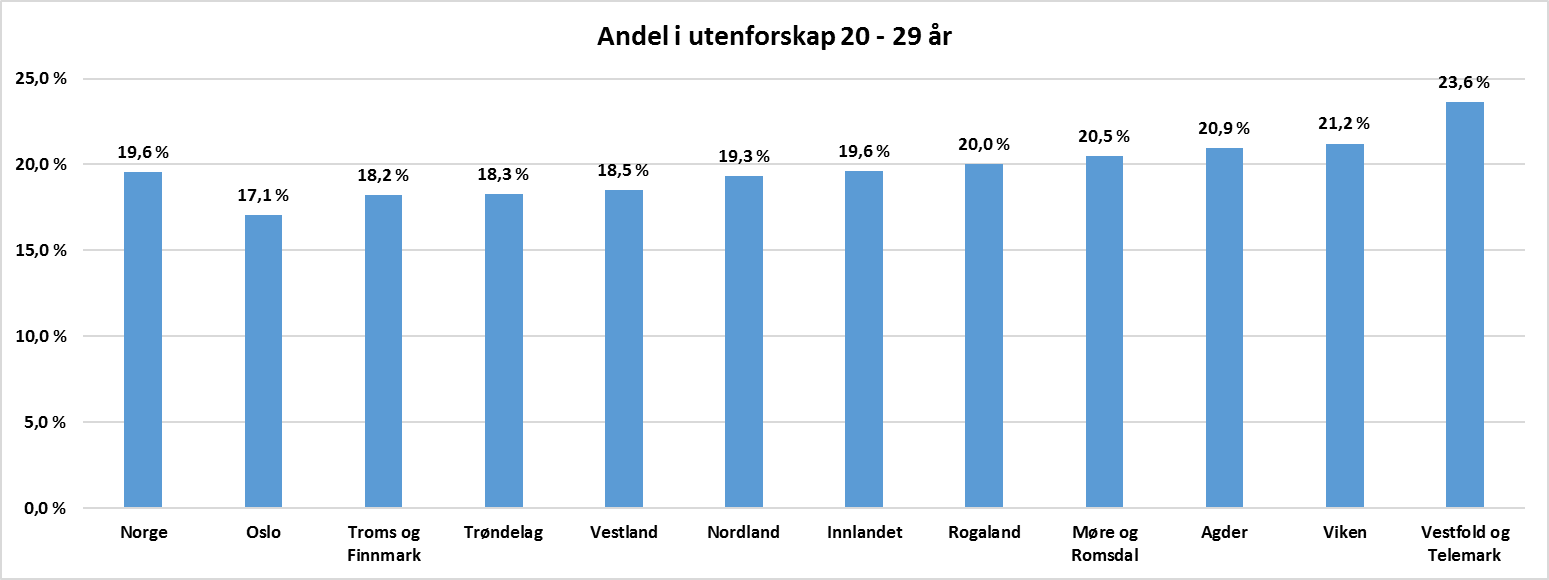 Andel i utenforskap 20 - 29 år
25,0 %
20,0 %
15,0 %
10,0 %
5,0 %
0,0 %
19,6 %
17,1 %
18,2 %
18,3 %
18,5 %
19,3 %
19,6 %
20,0 %
20,5 %
20,9 %
21,2 %
23,6 %
Norge
Oslo
Troms og
Finnmark
Trøndelag
Vestland
Nordland
Innlandet
Rogaland
Møre og
Romsdal
Agder
Viken
Vestfold og
Telemark